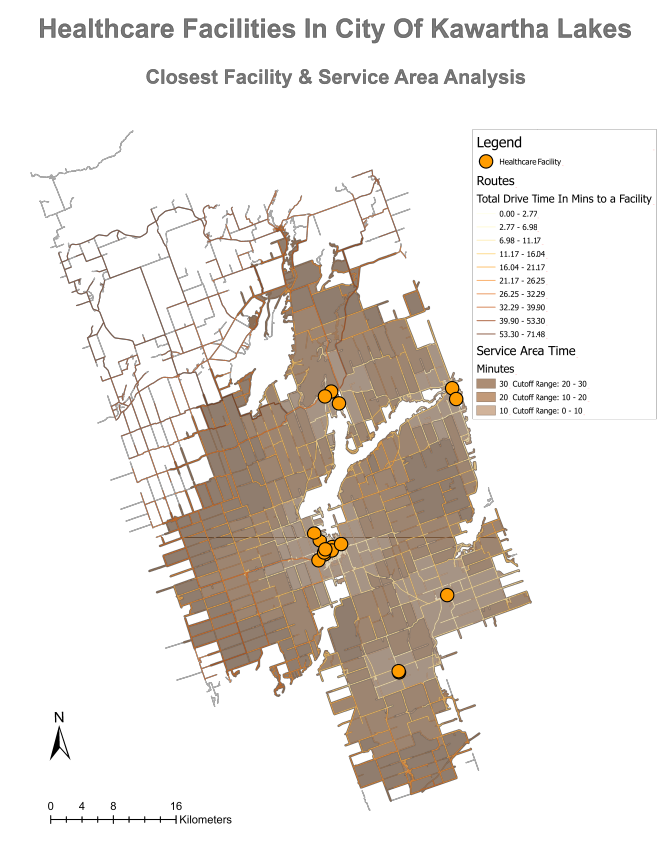 Healthcare Facilities In City Of Kawartha Lakes
Closest Facility & Service Area Analysis
Legend
Healthcare Facility
Routes
Total Drive Time In Mins to a Facility
0.00 - 2.77
2.77 - 6.98
6.98 - 11.17
11.17 - 16.04
16.04 - 21.17
21.17 - 26.25
26.25 - 32.29
32.29 - 39.90
39.90 - 53.30
53.30 - 71.48
Service Area Time
Minutes
30 Cutoff Range: 20 - 30
20 Cutoff Range: 10 - 20
10 Cutoff Range: 0 - 10
N
0 4 8 16
Kilometers